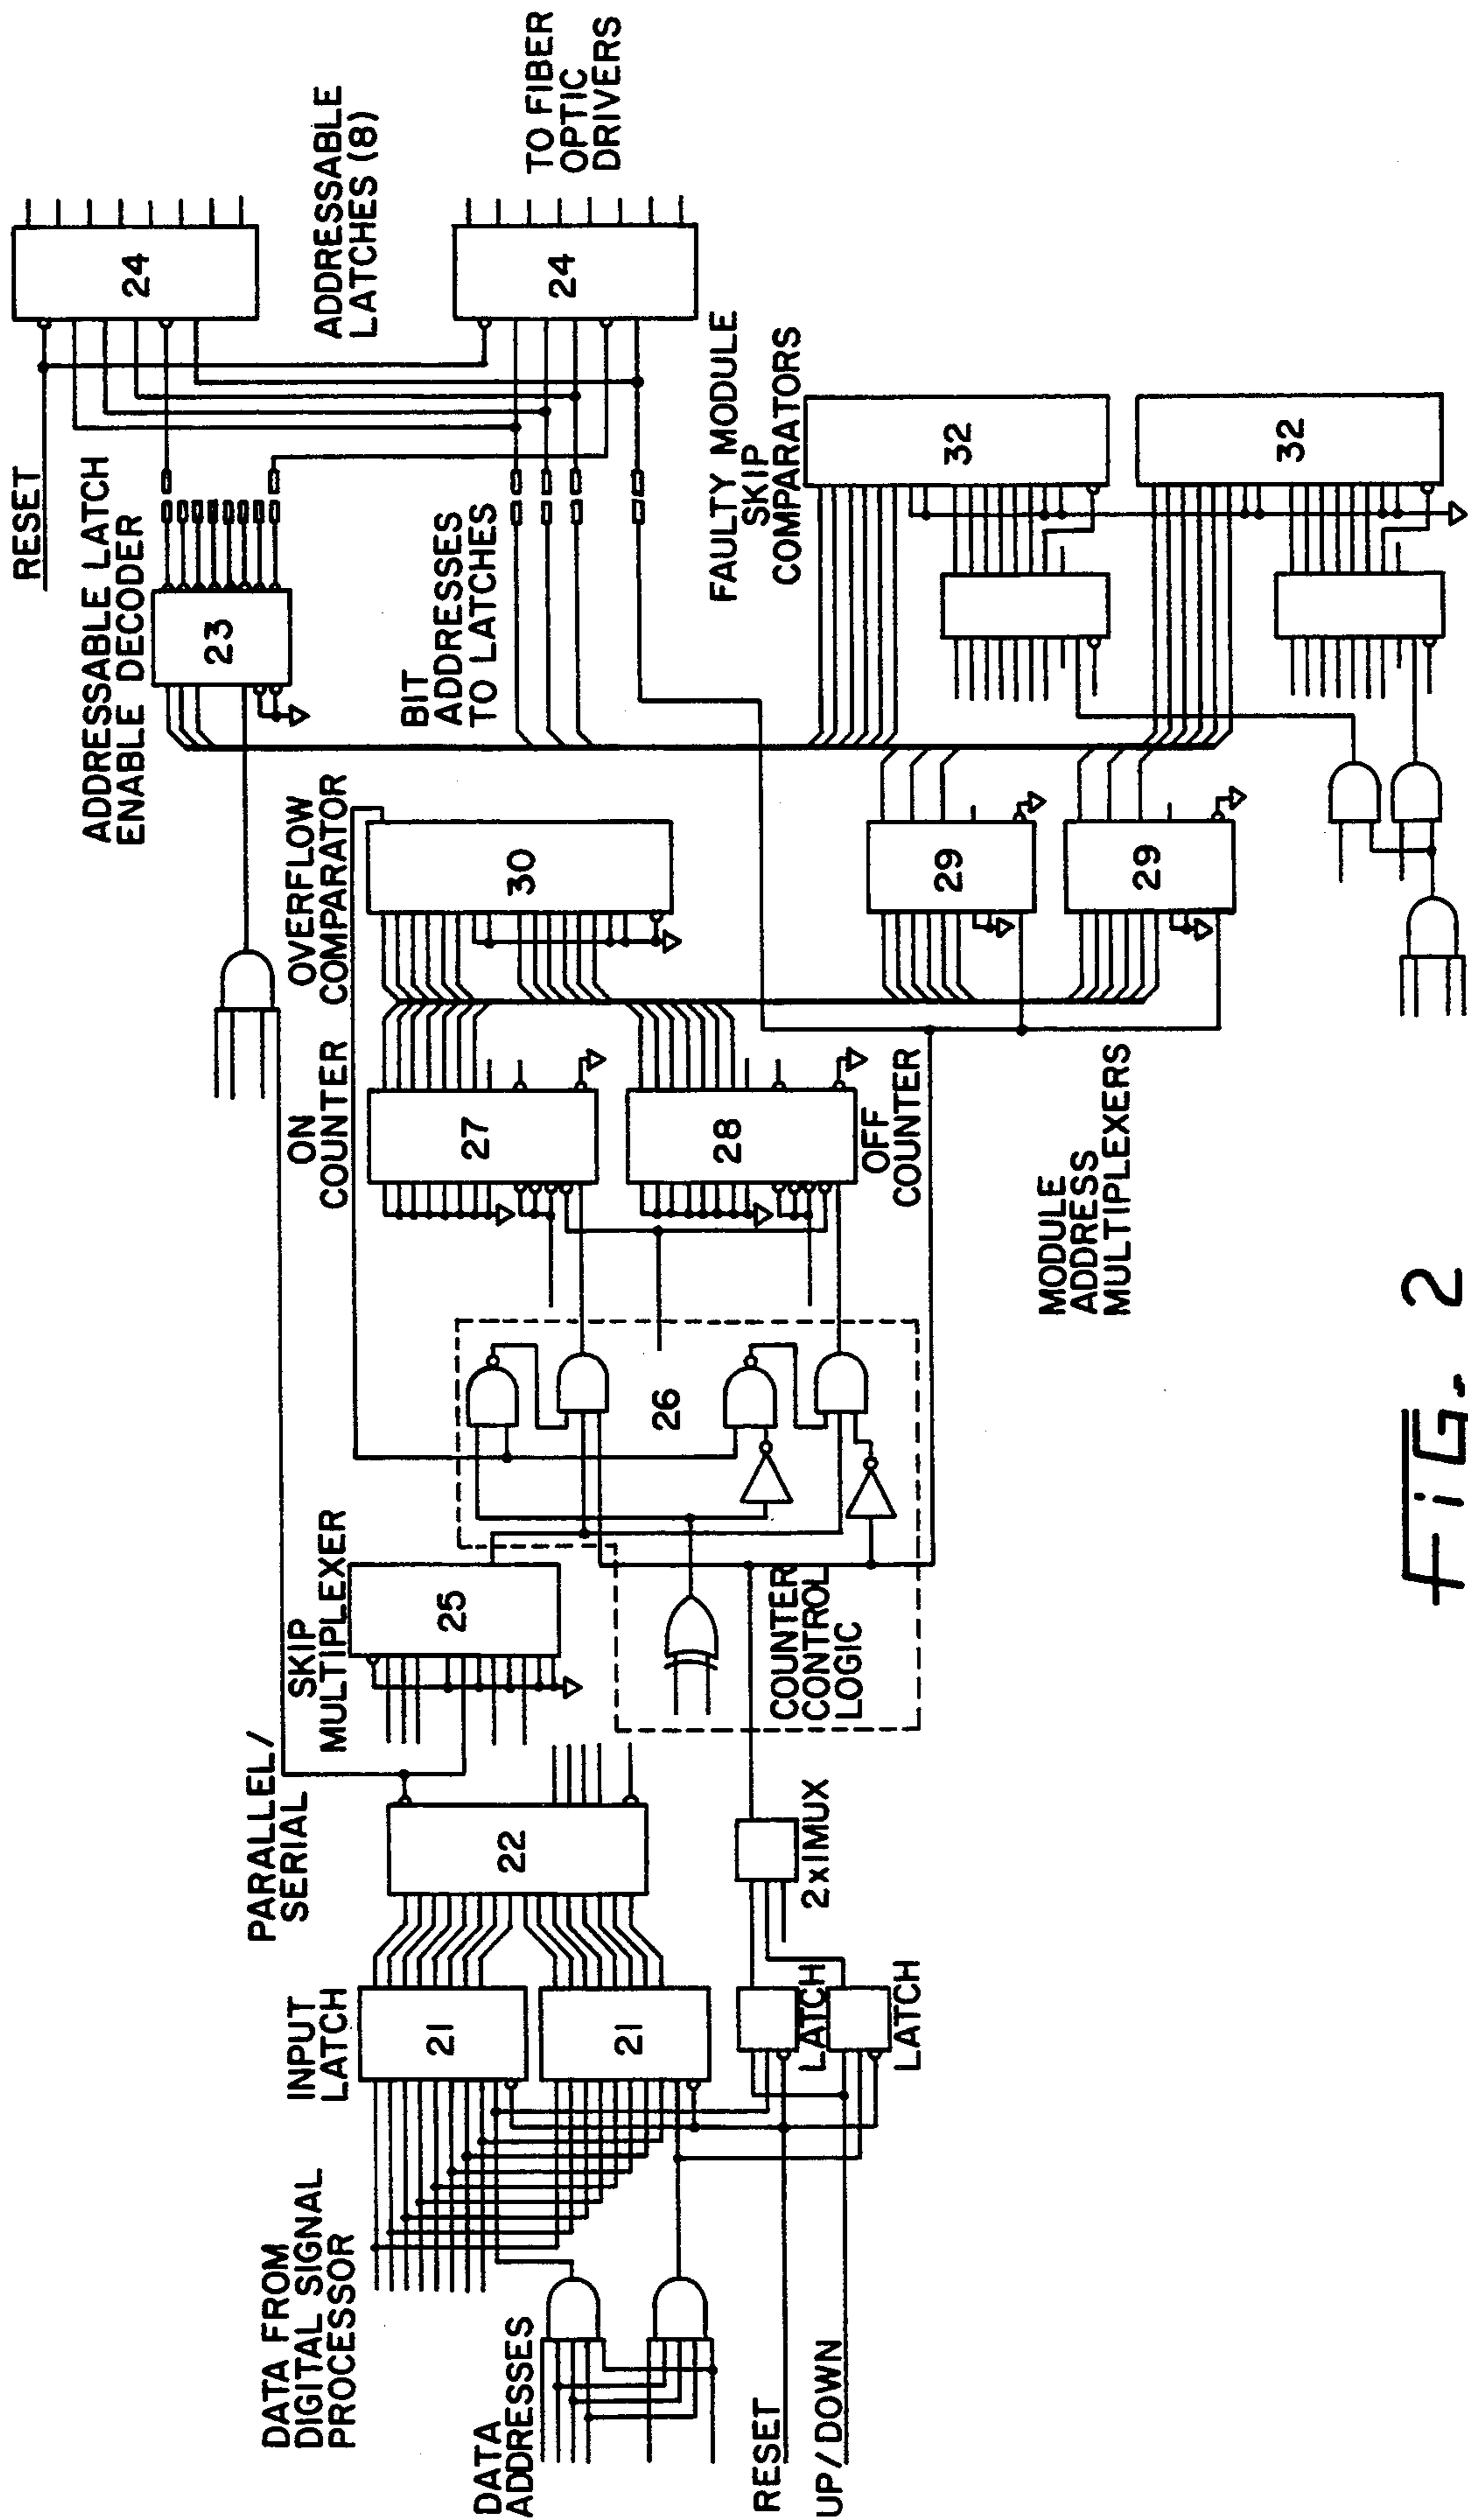 DATA FROM
DIGITAL SIGNAL
PROCESSOR
DATA
ADDRESSES
RESET
UP/DOWN
INPUT
LATCH
21
21
LATCH
LATCH
PARALLEL/
SERIAL
22
2x1MUX
SKIP
MULTIPLEXER
25
COUNTER
CONTROL
LOGIC
26
ON
COUNTER
27
28
OFF
COUNTER
OVERFLOW
COMPARATOR
30
MODULE
ADDRESS
MULTIPLEXERS
29
29
ADDRESSABLE LATCH
ENABLE DECODER
23
RESET
BIT
ADDRESSES
TO LATCHES
24
ADDRESSABLE
LATCHES (8)
24
TO FIBER
OPTIC
DRIVERS
FAULTY MODULE
SKIP
COMPARATORS
32
32
FIG. 2